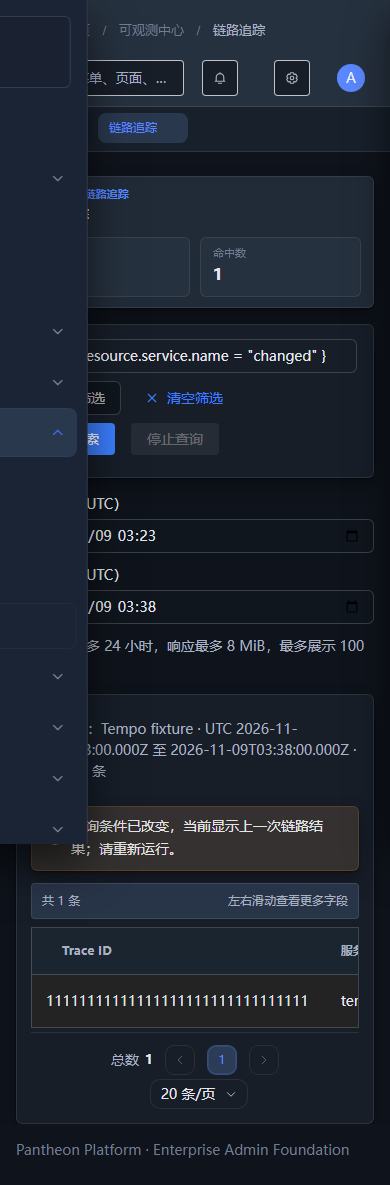 / 可观测中心 / 链路追踪
单、页面、...
A
链路追踪
链路追踪
命中数
1
esource.service.name = "changed" }
筛选
× 清空筛选
索
停止查询
UTC)
/09 03:23
UTC)
/09 03:38
多 24 小时，响应最多 8 MiB，最多展示 100
：Tempo fixture · UTC 2026-11-
3:00.000Z 至 2026-11-09T03:38:00.000Z ·
条
询条件已改变，当前显示上一次链路结
果；请重新运行。
共 1 条
左右滑动查看更多字段
Trace ID
服务
11111111111111111111111111111111
ter
总数 1
1
20 条/页
Pantheon Platform · Enterprise Admin Foundation